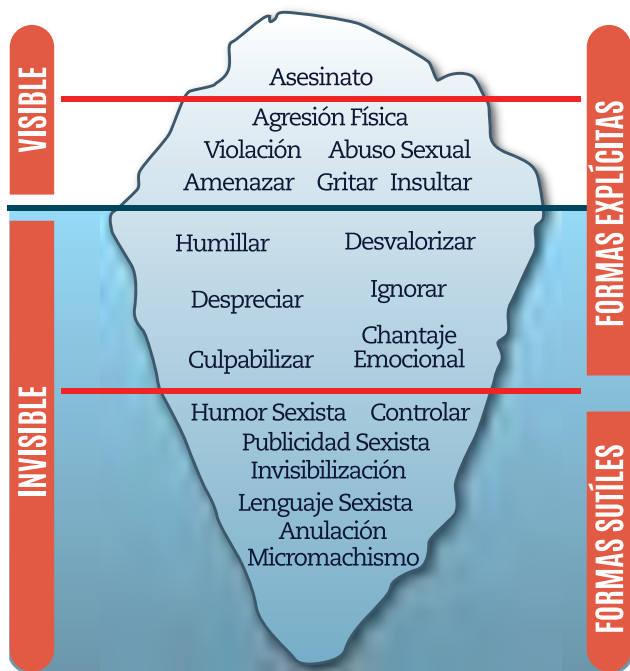 VISIBLE
INVISIBLE
Asesinato
Agresión Física
Violación Abuso Sexual
Amenazar Gritar Insultar
Humillar Desvalorizar
Despreciar Ignorar
Culpabilizar Chantaje
Emocional
Humor Sexista Controlar
Publicidad Sexista
Invisibilización
Lenguaje Sexista
Anulación
Micromachismo
FORMAS EXPLÍCITAS
FORMAS SUTÍLES